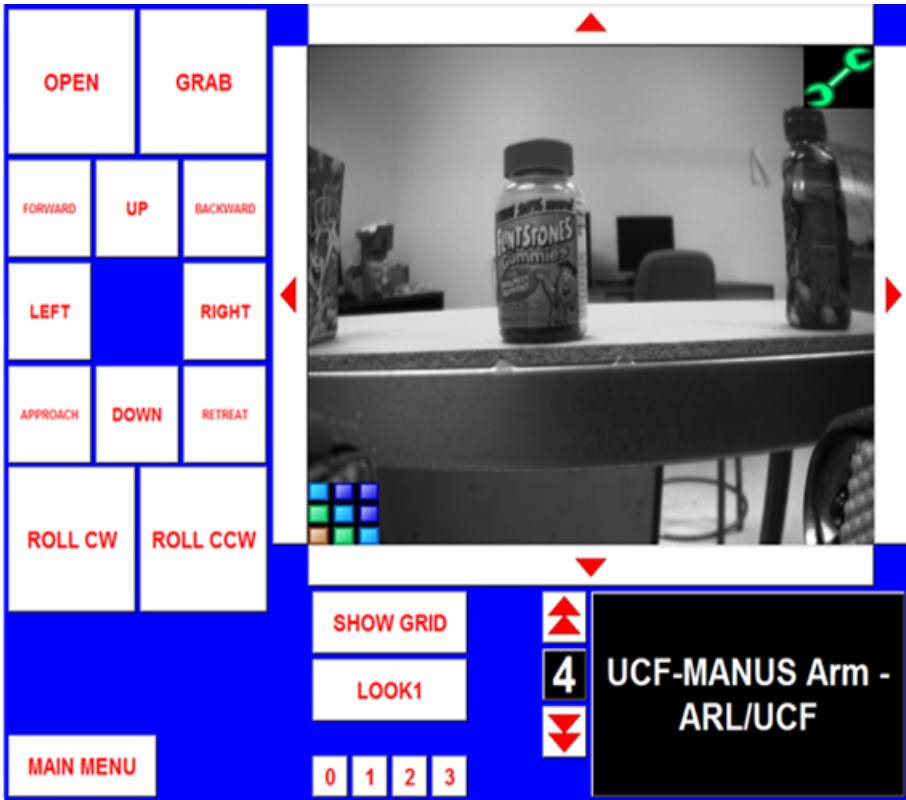 OPEN
GRAB
FORWARD
UP
BACKWARD
LEFT
RIGHT
APPROACH
DOWN
RETREAT
ROLL CW
ROLL CCW
FLINTSTONES
Gummies
SHOW GRID
LOOK1
4
UCF-MANUS Arm -
ARL/UCF
MAIN MENU
0
1
2
3